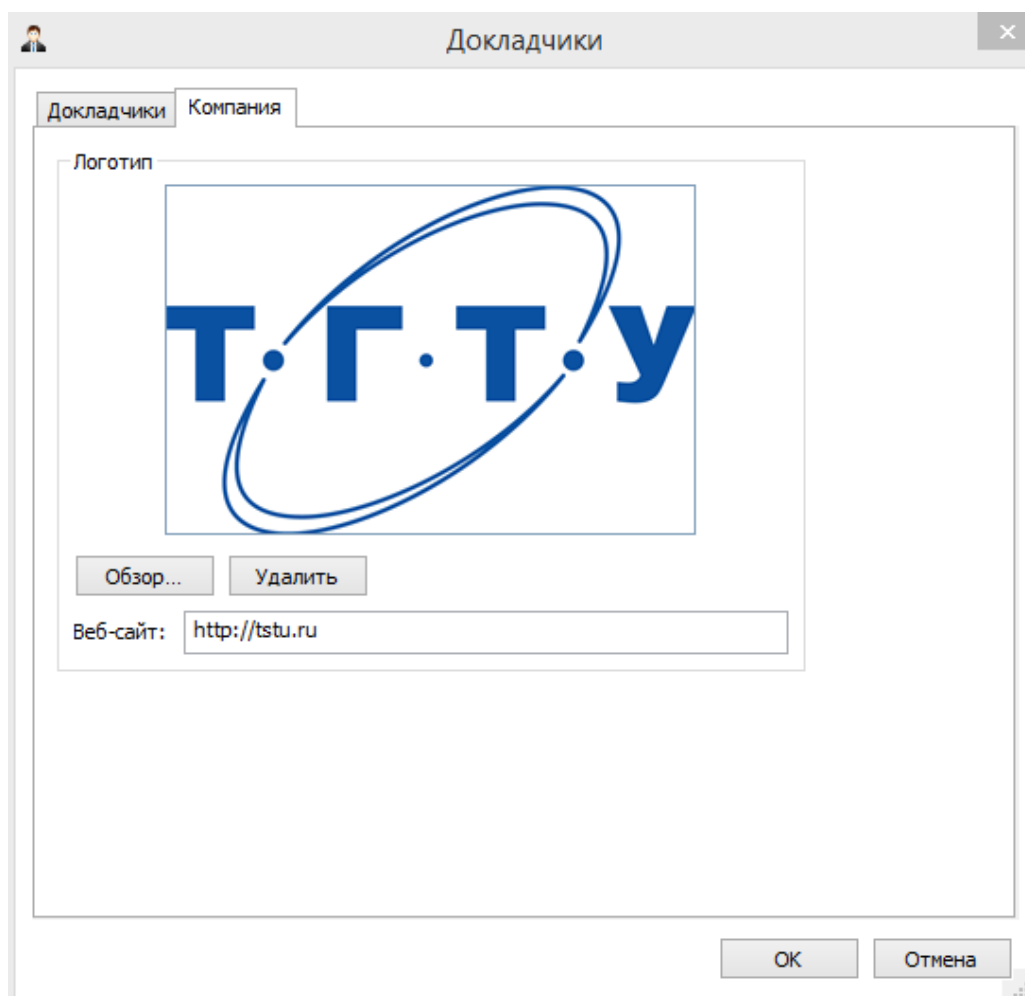 Докладчики
Докладчики Компания
Логотип
Т·Г·Т·У
Обзор... Удалить
Веб-сайт: http://tstu.ru
OK Отмена